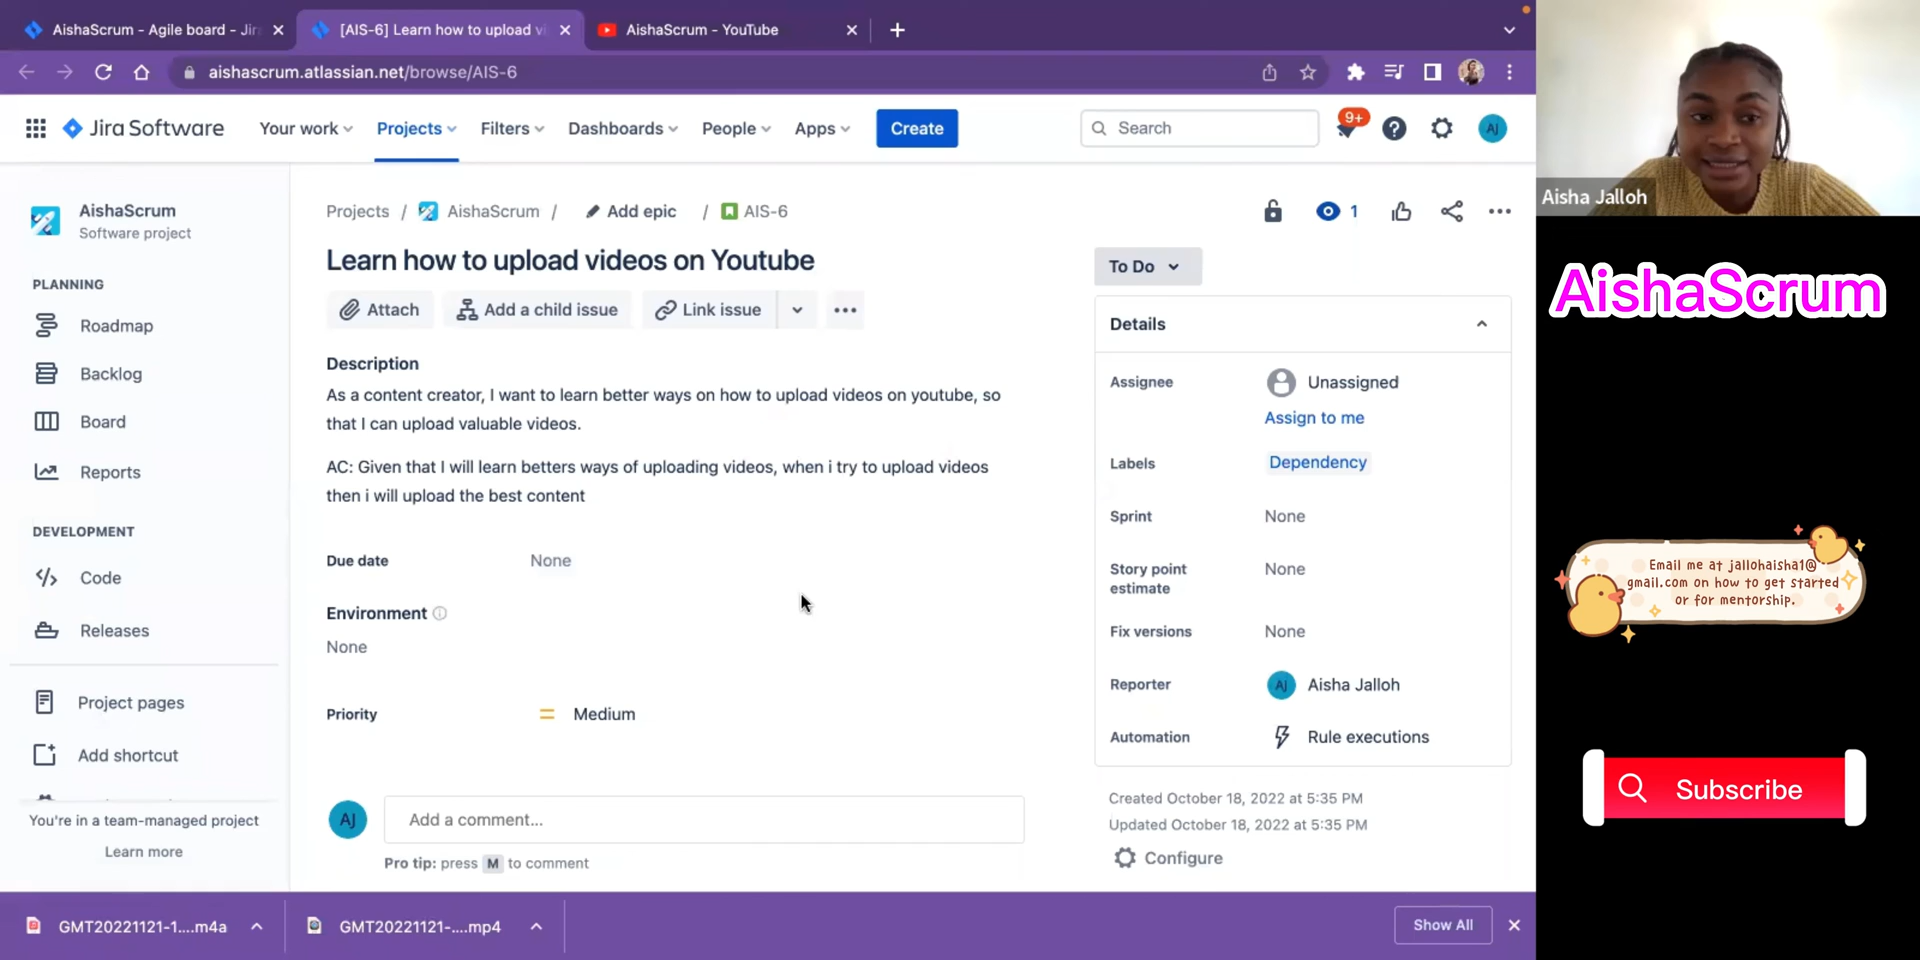 AishaScrum - Agile board - Jir
[AIS-6] Learn how to upload vi
AishaScrum - YouTube
aishascrum.atlassian.net/browse/AIS-6
Jira Software
Your work
Projects
Filters
Dashboards
People
Apps
Create
Search
9+
AJ
Aisha Jalloh
AishaScrum
Software project
PLANNING
Roadmap
Backlog
Board
Reports
DEVELOPMENT
Code
Releases
Project pages
Add shortcut
You're in a team-managed project
Learn more
Projects / AishaScrum / Add epic / AIS-6
1
Learn how to upload videos on Youtube
Attach
Add a child issue
Link issue
Description
As a content creator, I want to learn better ways on how to upload videos on youtube, so
that I can upload valuable videos.
AC: Given that I will learn betters ways of uploading videos, when i try to upload videos
then i will upload the best content
Due date None
Environment
None
Priority Medium
AJ
Add a comment...
Pro tip: press M to comment
To Do
Details
Assignee Unassigned
Assign to me
Labels Dependency
Sprint None
Story point
estimate
None
Fix versions None
Reporter AJ Aisha Jalloh
Automation Rule executions
Created October 18, 2022 at 5:35 PM
Updated October 18, 2022 at 5:35 PM
Configure
GMT20221121-1....m4a
GMT20221121-....mp4
Show All
AishaScrum
Email me at jallohaisha1@
gmail.com on how to get started
or for mentorship.
Subscribe